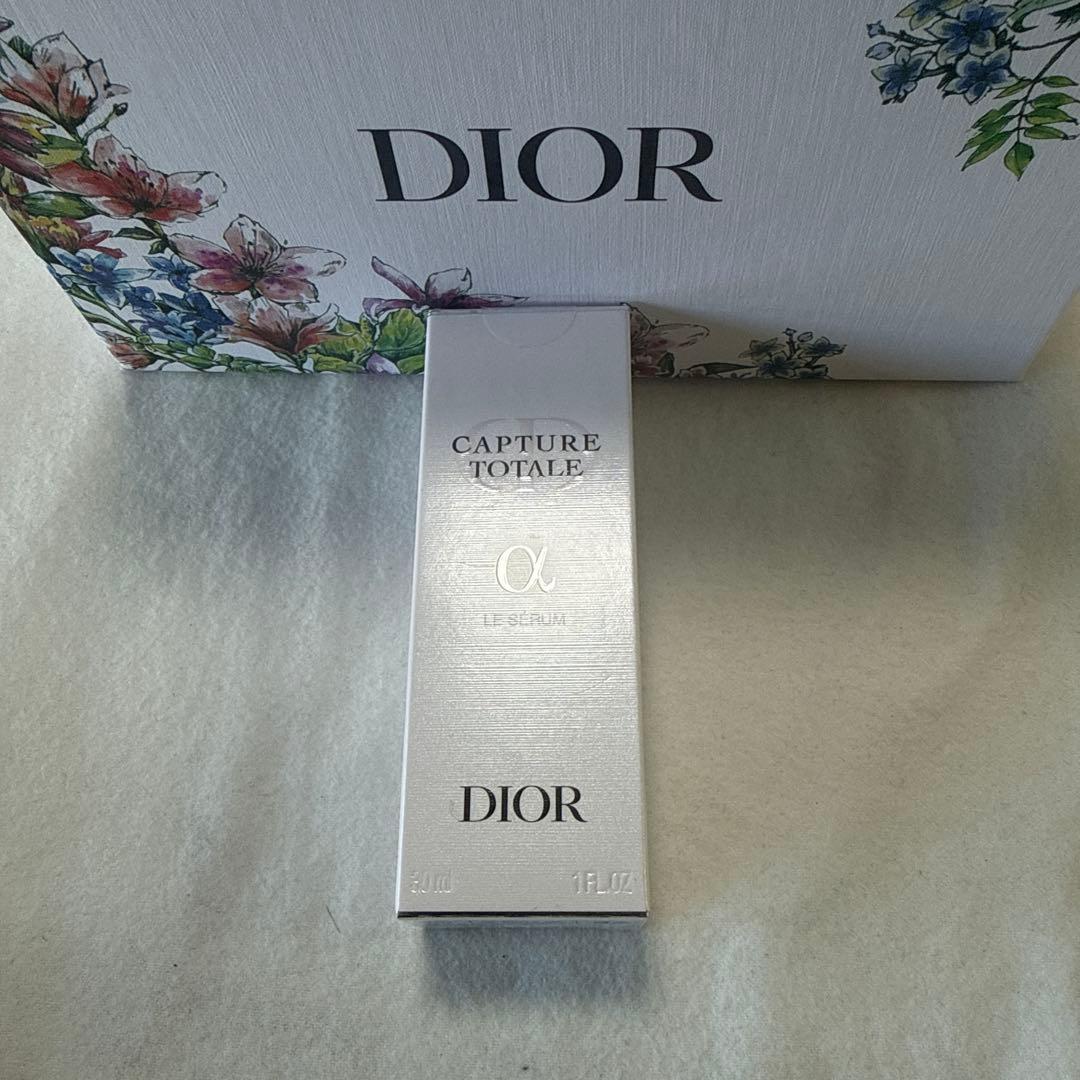 DIOR
CAPTURE
TOTALE
α
LE SÉRUM
DIOR
30 ml 1 FL.OZ